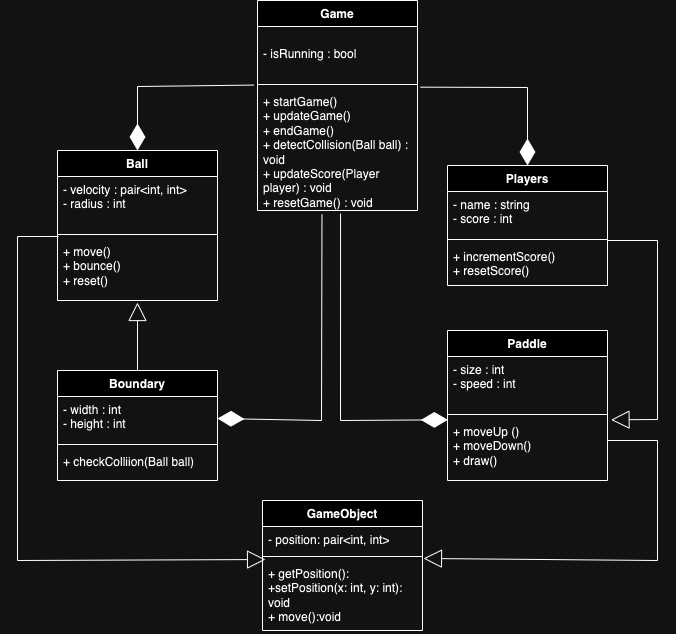 Game
- isRunning : bool
+ startGame()
+ updateGame()
+ endGame()
+ detectCollision(Ball ball) :
void
+ updateScore(Player
player) : void
+ resetGame() : void
Ball
- velocity : pair<int, int>
- radius : int
+ move()
+ bounce()
+ reset()
Players
- name : string
- score : int
+ incrementScore()
+ resetScore()
Boundary
- width : int
- height : int
+ checkColliion(Ball ball)
Paddle
- size : int
- speed : int
+ moveUp ()
+ moveDown()
+ draw()
GameObject
- position: pair<int, int>
+ getPosition():
+setPosition(x: int, y: int):
void
+ move():void